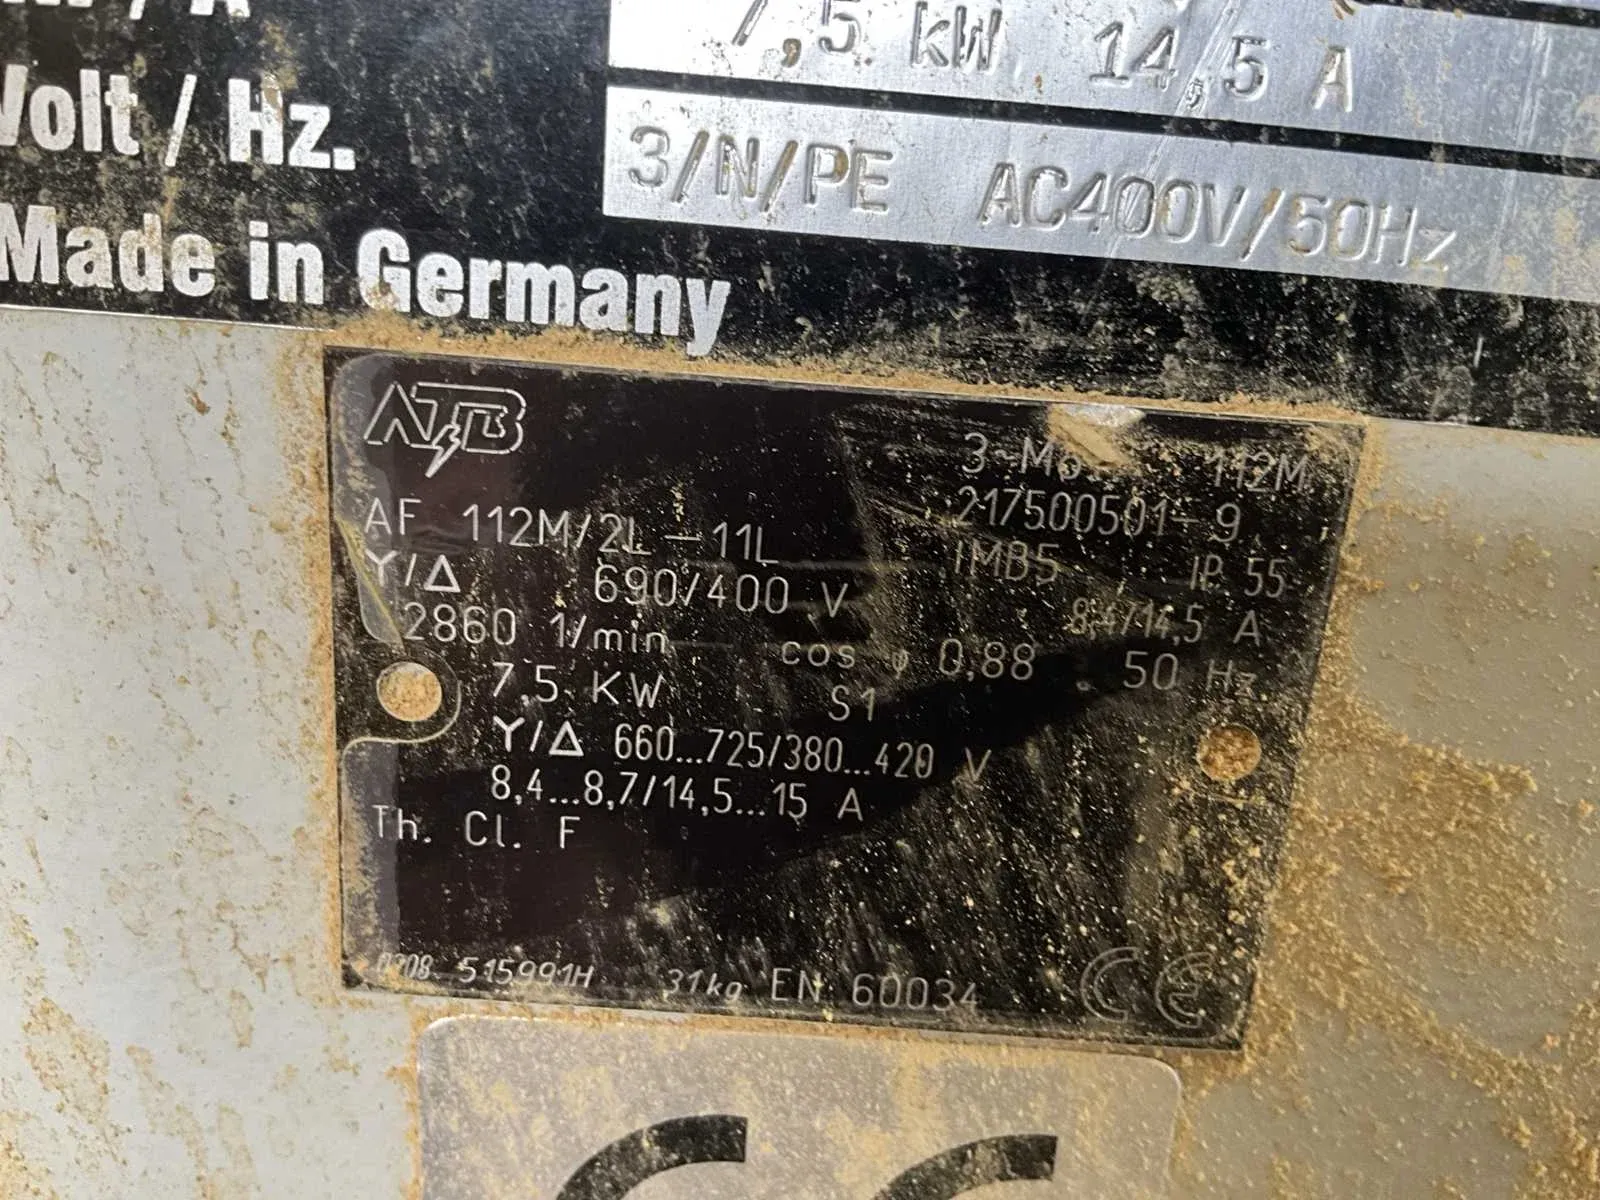 7,5 kW 14,5 A
Volt / Hz.
3/N/PE AC400V/50Hz
Made in Germany
ATB
3~Mo 112M
AF 112M/2L-11L
217500501-9
IMB5 IP 55
Y/Δ 690/400 V
8,4/14,5 A
2860 1/min cos φ 0,88 50 Hz
7,5 KW S1
Y/Δ 660...725/380...420 V
8,4...8,7/14,5...15 A
Th. Cl. F
515991H 31kg EN 60034 CE
CE